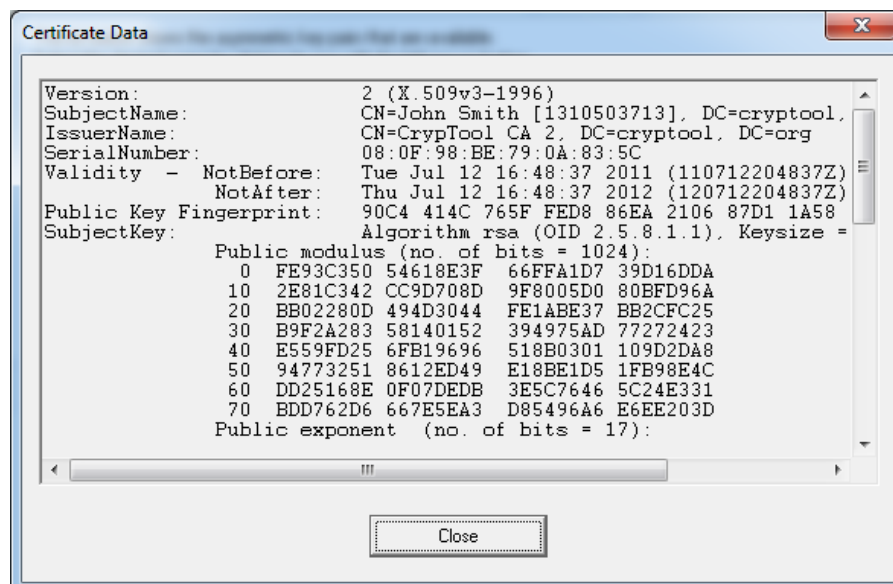 Certificate Data
Version: 2 (X.509v3-1996)
SubjectName: CN=John Smith [1310503713], DC=cryptool,
IssuerName: CN=CrypTool CA 2, DC=cryptool, DC=org
SerialNumber: 08:0F:98:BE:79:0A:83:5C
Validity - NotBefore: Tue Jul 12 16:48:37 2011 (110712204837Z)
NotAfter: Thu Jul 12 16:48:37 2012 (120712204837Z)
Public Key Fingerprint: 90C4 414C 765F FED8 86EA 2106 87D1 1A58
SubjectKey: Algorithm rsa (OID 2.5.8.1.1), Keysize =
Public modulus (no. of bits = 1024):
0 FE93C350 54618E3F 66FFA1D7 39D16DDA
10 2E81C342 CC9D708D 9F8005D0 80BFD96A
20 BB02280D 494D3044 FE1ABE37 BB2CFC25
30 B9F2A283 58140152 394975AD 77272423
40 E559FD25 6FB19696 518B0301 109D2DA8
50 94773251 8612ED49 E18BE1D5 1FB98E4C
60 DD25168E 0F07DEDB 3E5C7646 5C24E331
70 BDD762D6 667E5EA3 D85496A6 E6EE203D
Public exponent (no. of bits = 17):
Close